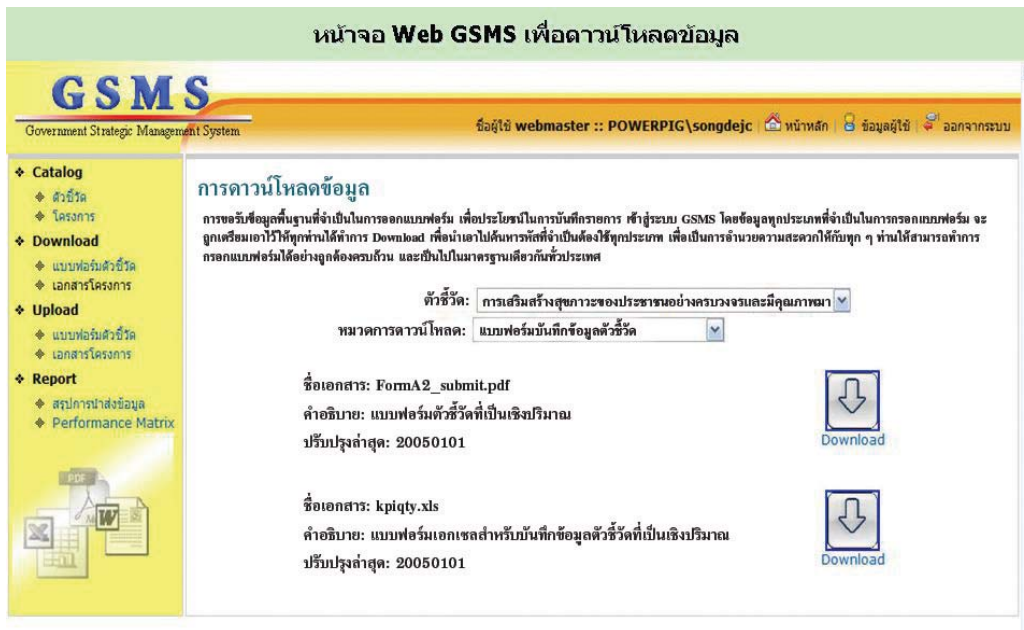 หน้าจอ Web GSMS เพื่อดาวน์โหลดข้อมูล
GSMS
Government Strategic Management System
ชื่อผู้ใช้ webmaster :: POWERPIG\songdejc | หน้าหลัก | ข้อมูลผู้ใช้ | ออกจากระบบ
Catalog
ตัวชี้วัด
โครงการ
Download
แบบฟอร์มตัวชี้วัด
เอกสารโครงการ
Upload
แบบฟอร์มตัวชี้วัด
เอกสารโครงการ
Report
สรุปการนำส่งข้อมูล
Performance Matrix
PDF
W
X
การดาวน์โหลดข้อมูล
การขอรับข้อมูลพื้นฐานที่จำเป็นในการออกแบบฟอร์ม เพื่อประโยชน์ในการบันทึกรายการ เข้าสู่ระบบ GSMS โดยข้อมูลทุกประเภทที่จำเป็นในการกรอกแบบฟอร์ม จะ
ถูกเตรียมเอาไว้ให้ทุกท่านได้ทำการ Download เพื่อนำเอาไปค้นหารหัสที่จำเป็นต้องใช้ทุกประเภท เพื่อเป็นการอำนวยความสะดวกให้กับทุก ๆ ท่านให้สามารถทำการ
กรอกแบบฟอร์มได้อย่างถูกต้องครบถ้วน และเป็นไปในมาตรฐานเดียวกันทั่วประเทศ
ตัวชี้วัด: การเสริมสร้างสุขภาวะของประชาชนอย่างครบวงจรและมีคุณภาพมา
หมวดการดาวน์โหลด: แบบฟอร์มบันทึกข้อมูลตัวชี้วัด
ชื่อเอกสาร: FormA2_submit.pdf
คำอธิบาย: แบบฟอร์มตัวชี้วัดที่เป็นเชิงปริมาณ
ปรับปรุงล่าสุด: 20050101
Download
ชื่อเอกสาร: kpiqty.xls
คำอธิบาย: แบบฟอร์มเอกเซลสำหรับบันทึกข้อมูลตัวชี้วัดที่เป็นเชิงปริมาณ
ปรับปรุงล่าสุด: 20050101
Download